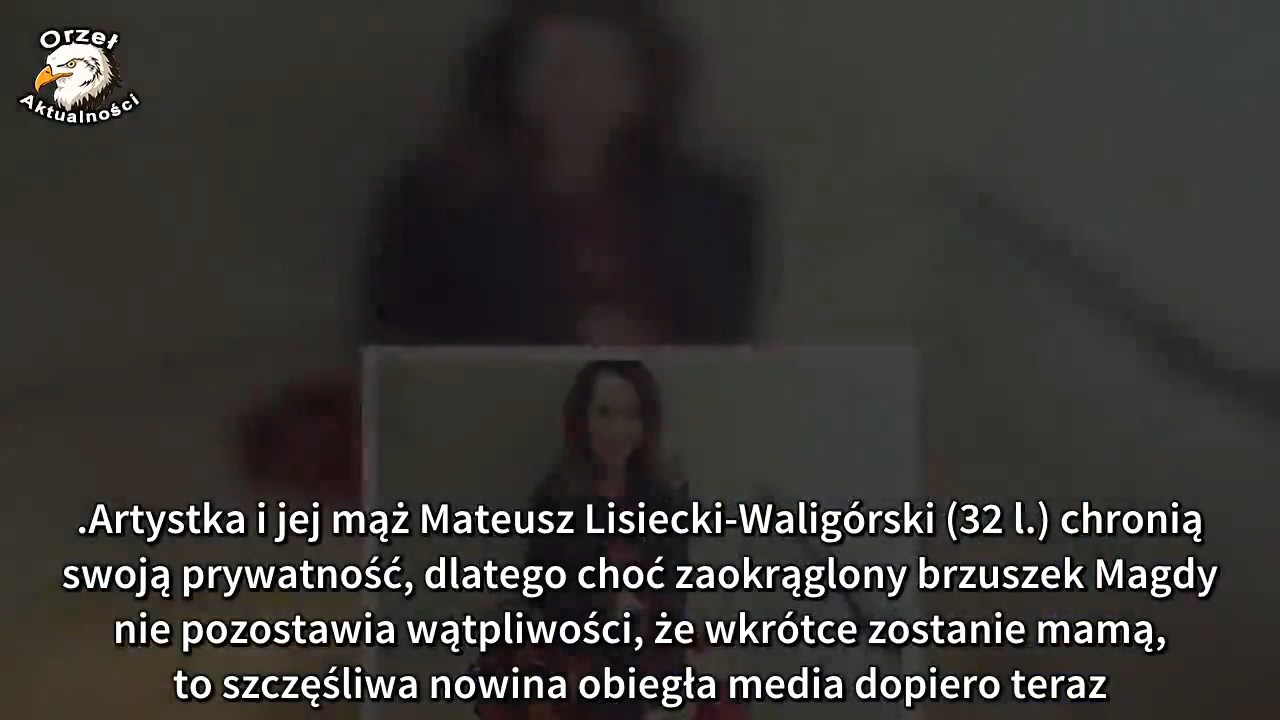 Orzeł
Aktualności
.Artystka i jej mąż Mateusz Lisiecki-Waligórski (32 l.) chronią
swoją prywatność, dlatego choć zaokrąglony brzuszek Magdy
nie pozostawia wątpliwości, że wkrótce zostanie mamą,
to szczęśliwa nowina obiegła media dopiero teraz